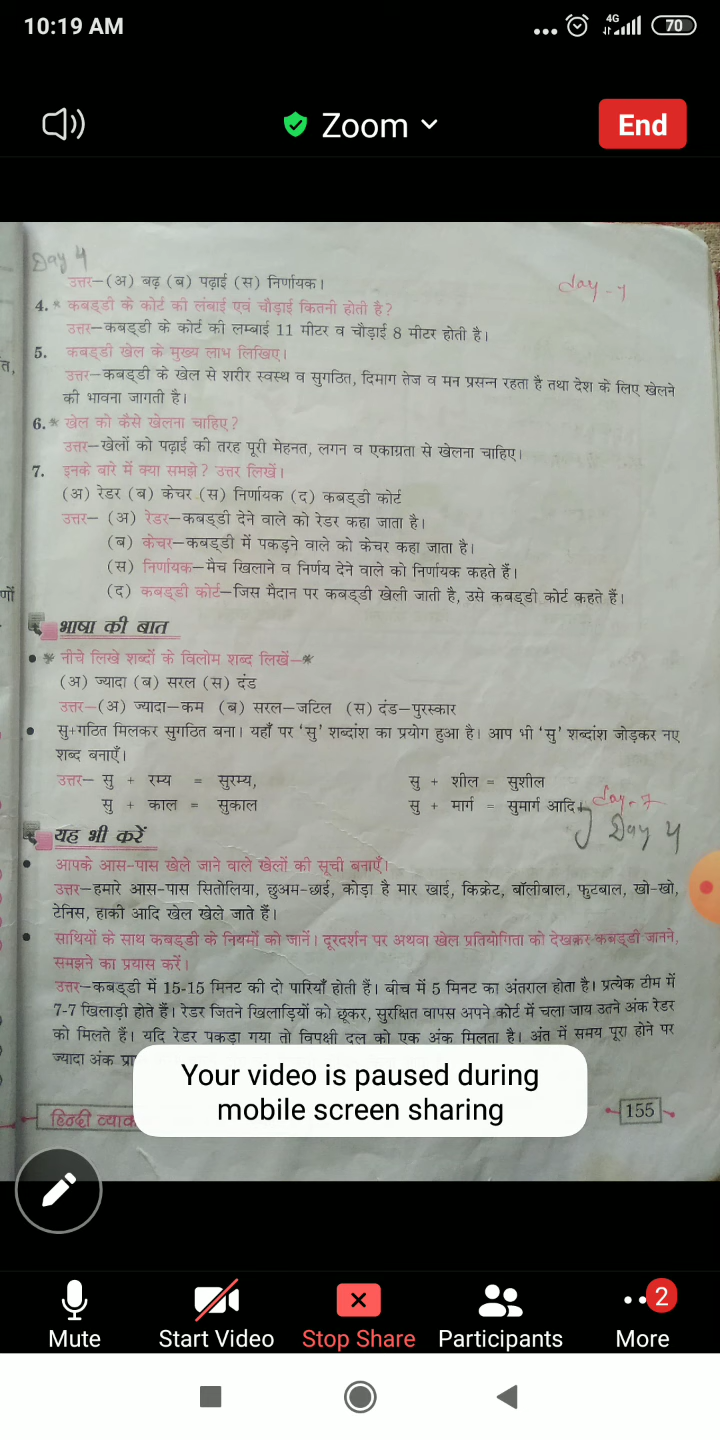 10:19 AM
4G
70
Zoom
End
Day 4
उत्तर–(अ) बढ़ (ब) पढ़ाई (स) निर्णायक।
day-7
4.* कबड्डी के कोर्ट की लंबाई एवं चौड़ाई कितनी होती है?
उत्तर–कबड्डी के कोर्ट की लम्बाई 11 मीटर व चौड़ाई 8 मीटर होती है।
5. कबड्डी खेल के मुख्य लाभ लिखिए।
उत्तर–कबड्डी के खेल से शरीर स्वस्थ व सुगठित, दिमाग तेज व मन प्रसन्न रहता है तथा देश के लिए खेलने
की भावना जागती है।
6.* खेल को कैसे खेलना चाहिए?
उत्तर–खेलों को पढ़ाई की तरह पूरी मेहनत, लगन व एकाग्रता से खेलना चाहिए।
7. इनके बारे में क्या समझे? उत्तर लिखें।
(अ) रेडर (ब) केचर (स) निर्णायक (द) कबड्डी कोर्ट
उत्तर– (अ) रेडर–कबड्डी देने वाले को रेडर कहा जाता है।
(ब) केचर–कबड्डी में पकड़ने वाले को केचर कहा जाता है।
(स) निर्णायक–मैच खिलाने व निर्णय देने वाले को निर्णायक कहते हैं।
(द) कबड्डी कोर्ट–जिस मैदान पर कबड्डी खेली जाती है, उसे कबड्डी कोर्ट कहते हैं।
भाषा की बात
• * नीचे लिखे शब्दों के विलोम शब्द लिखें–*
(अ) ज्यादा (ब) सरल (स) दंड
उत्तर–(अ) ज्यादा–कम (ब) सरल–जटिल (स) दंड–पुरस्कार
• सु+गठित मिलकर सुगठित बना। यहाँ पर ‘सु’ शब्दांश का प्रयोग हुआ है। आप भी ‘सु’ शब्दांश जोड़कर नए
शब्द बनाएँ।
उत्तर– सु + रम्य = सुरम्य, सु + शील = सुशील
सु + काल = सुकाल सु + मार्ग = सुमार्ग आदि। day-7
Day 4
यह भी करें
• आपके आस-पास खेले जाने वाले खेलों की सूची बनाएँ।
उत्तर–हमारे आस-पास सितोलिया, छुअम-छाई, कोड़ा है मार खाई, किक्रेट, बॉलीबाल, फुटबाल, खो-खो,
टेनिस, हाकी आदि खेल खेले जाते हैं।
• साथियों के साथ कबड्डी के नियमों को जानें। दूरदर्शन पर अथवा खेल प्रतियोगिता को देखकर कबड्डी जानने,
समझने का प्रयास करें।
उत्तर–कबड्डी में 15-15 मिनट की दो पारियाँ होती हैं। बीच में 5 मिनट का अंतराल होता है। प्रत्येक टीम में
7-7 खिलाड़ी होते हैं। रेडर जितने खिलाड़ियों को छूकर, सुरक्षित वापस अपने कोर्ट में चला जाय उतने अंक रेडर
को मिलते हैं। यदि रेडर पकड़ा गया तो विपक्षी दल को एक अंक मिलता है। अंत में समय पूरा होने पर
ज्यादा अंक
Your video is paused during
mobile screen sharing
हिन्दी
155
Mute
Start Video
Stop Share
Participants
2
More